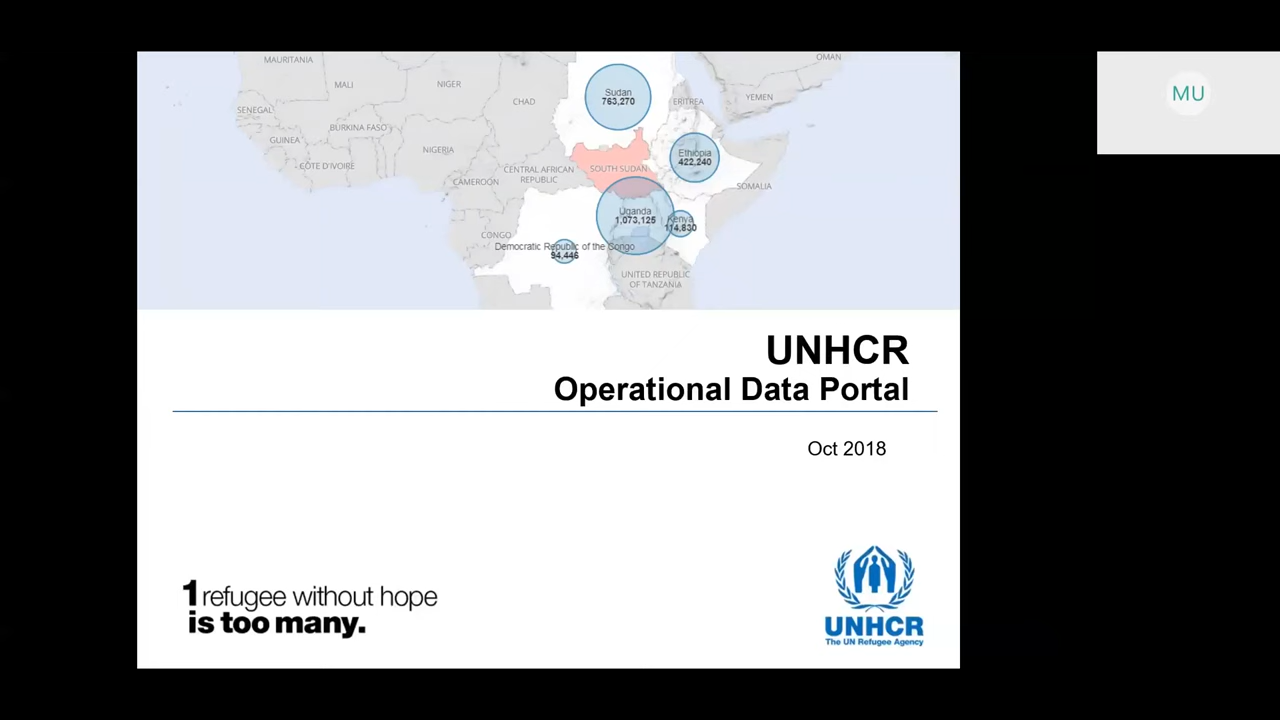 MAURITANIA
MALI
NIGER
CHAD
Sudan
763,270
ERITREA
YEMEN
OMAN
SENEGAL
BURKINA FASO
GUINEA
NIGERIA
CÔTE D'IVOIRE
CENTRAL AFRICAN
REPUBLIC
CAMEROON
SOUTH SUDAN
Ethiopia
422,240
SOMALIA
Uganda
1,073,125
Kenya
114,830
CONGO
Democratic Republic of the Congo
94,446
UNITED REPUBLIC
OF TANZANIA
MU
UNHCR
Operational Data Portal
Oct 2018
1 refugee without hope
is too many.
UNHCR
The UN Refugee Agency